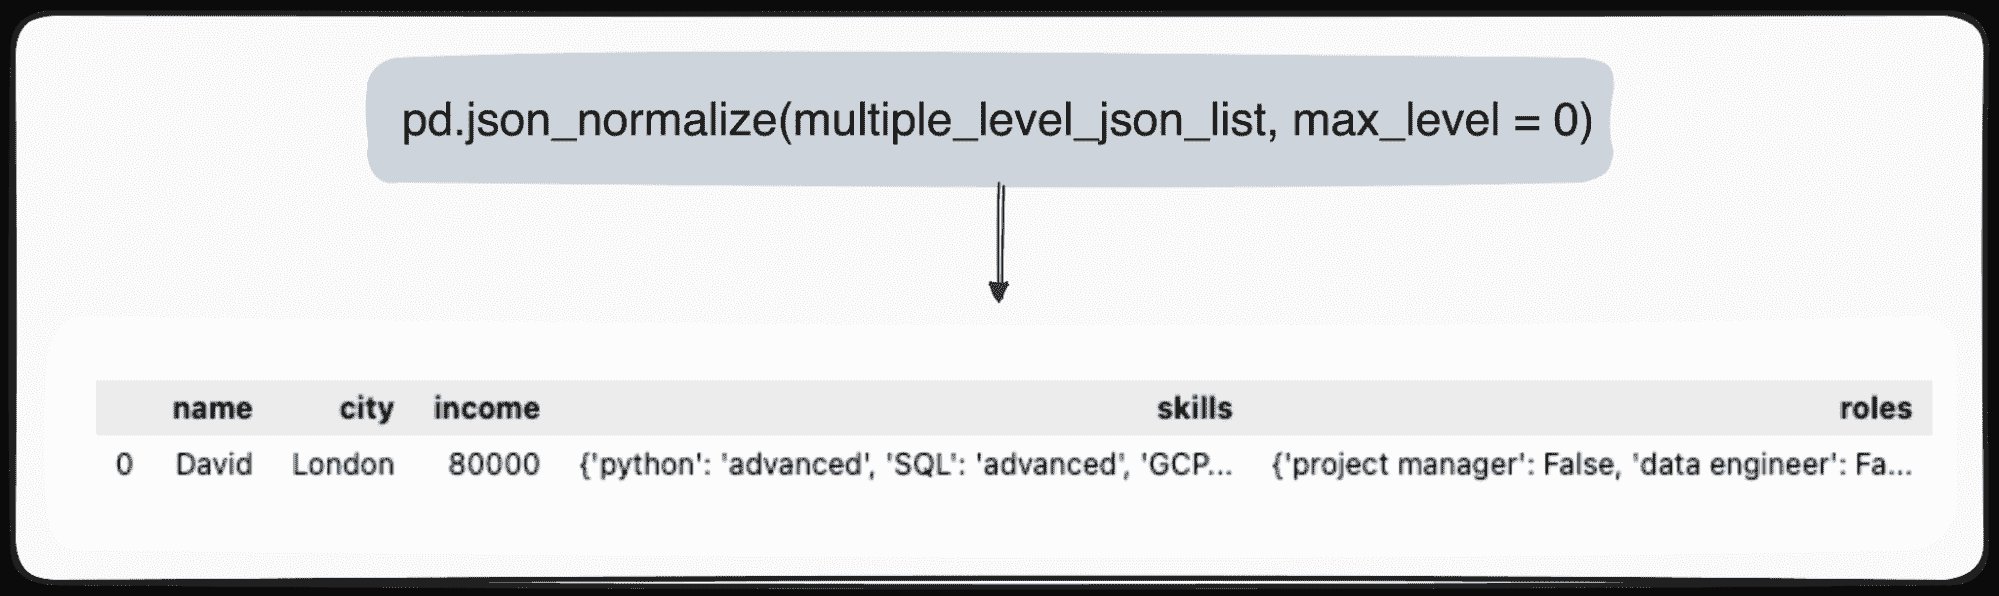 pd.json_normalize(multiple_level_json_list, max_level = 0)
name city income skills roles
0 David London 80000 {'python': 'advanced', 'SQL': 'advanced', 'GCP... {'project manager': False, 'data engineer': Fa...